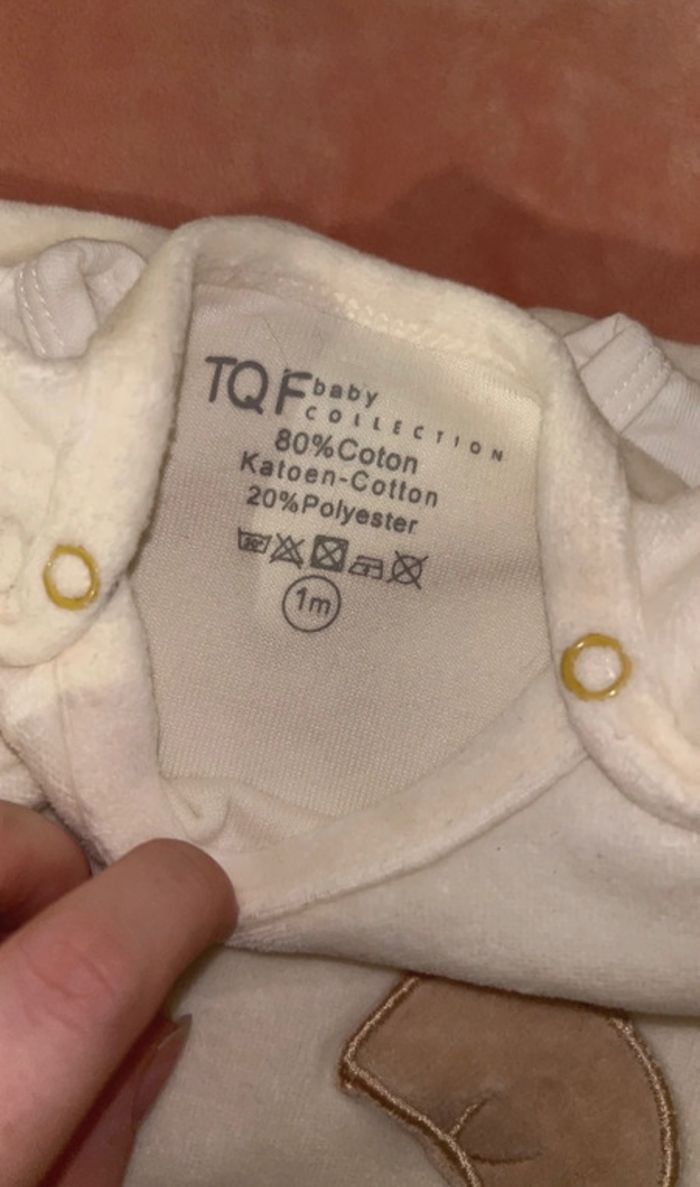 TQF baby
COLLECTION
80%Coton
Katoen-Cotton
20%Polyester
1m